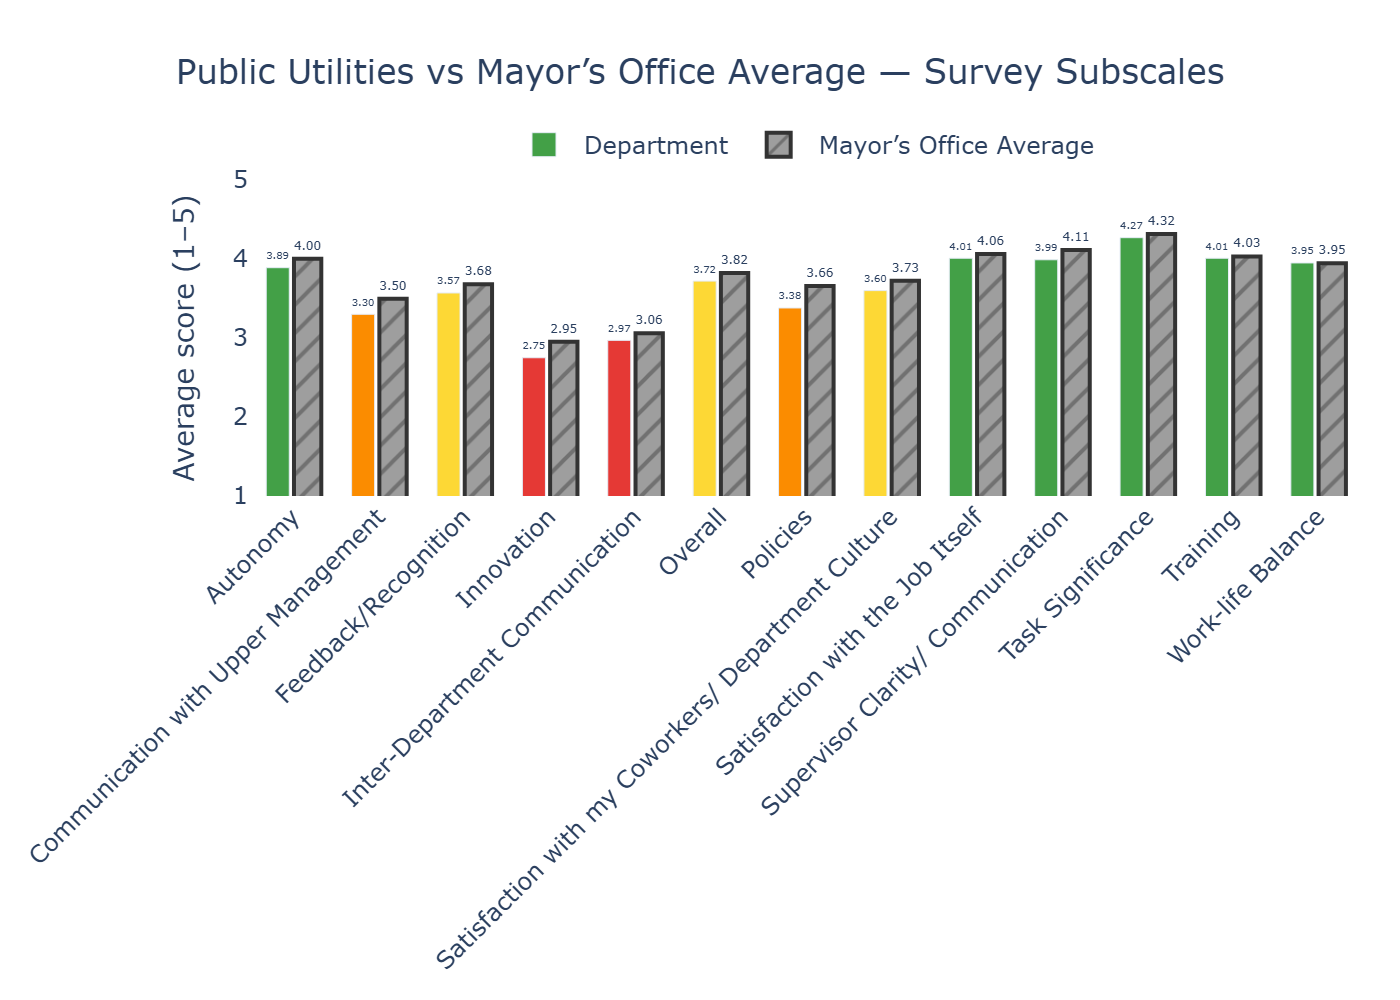 Public Utilities vs Mayor’s Office Average — Survey Subscales
Department
Mayor’s Office Average
Average score (1–5)
5
4
3
2
1
3.89
4.00
3.30
3.50
3.57
3.68
2.75
2.95
2.97
3.06
3.72
3.82
3.38
3.66
3.60
3.73
4.01
4.06
3.99
4.11
4.27
4.32
4.01
4.03
3.95
3.95
Autonomy
Communication with Upper Management
Feedback/Recognition
Innovation
Inter-Department Communication
Overall
Policies
Satisfaction with my Coworkers/ Department Culture
Satisfaction with the Job Itself
Supervisor Clarity/ Communication
Task Significance
Training
Work-life Balance